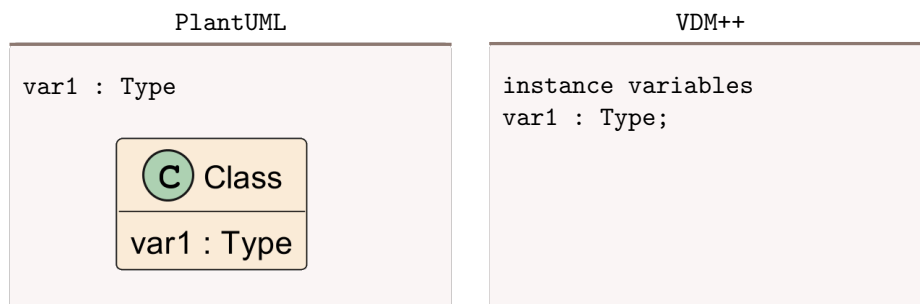 PlantUML
var1 : Type
C Class
var1 : Type
VDM++
instance variables
var1 : Type;